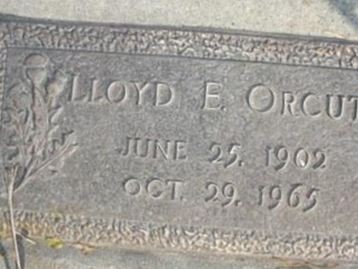 LLOYD E. ORCUT
JUNE 25, 1902
OCT. 29, 1965